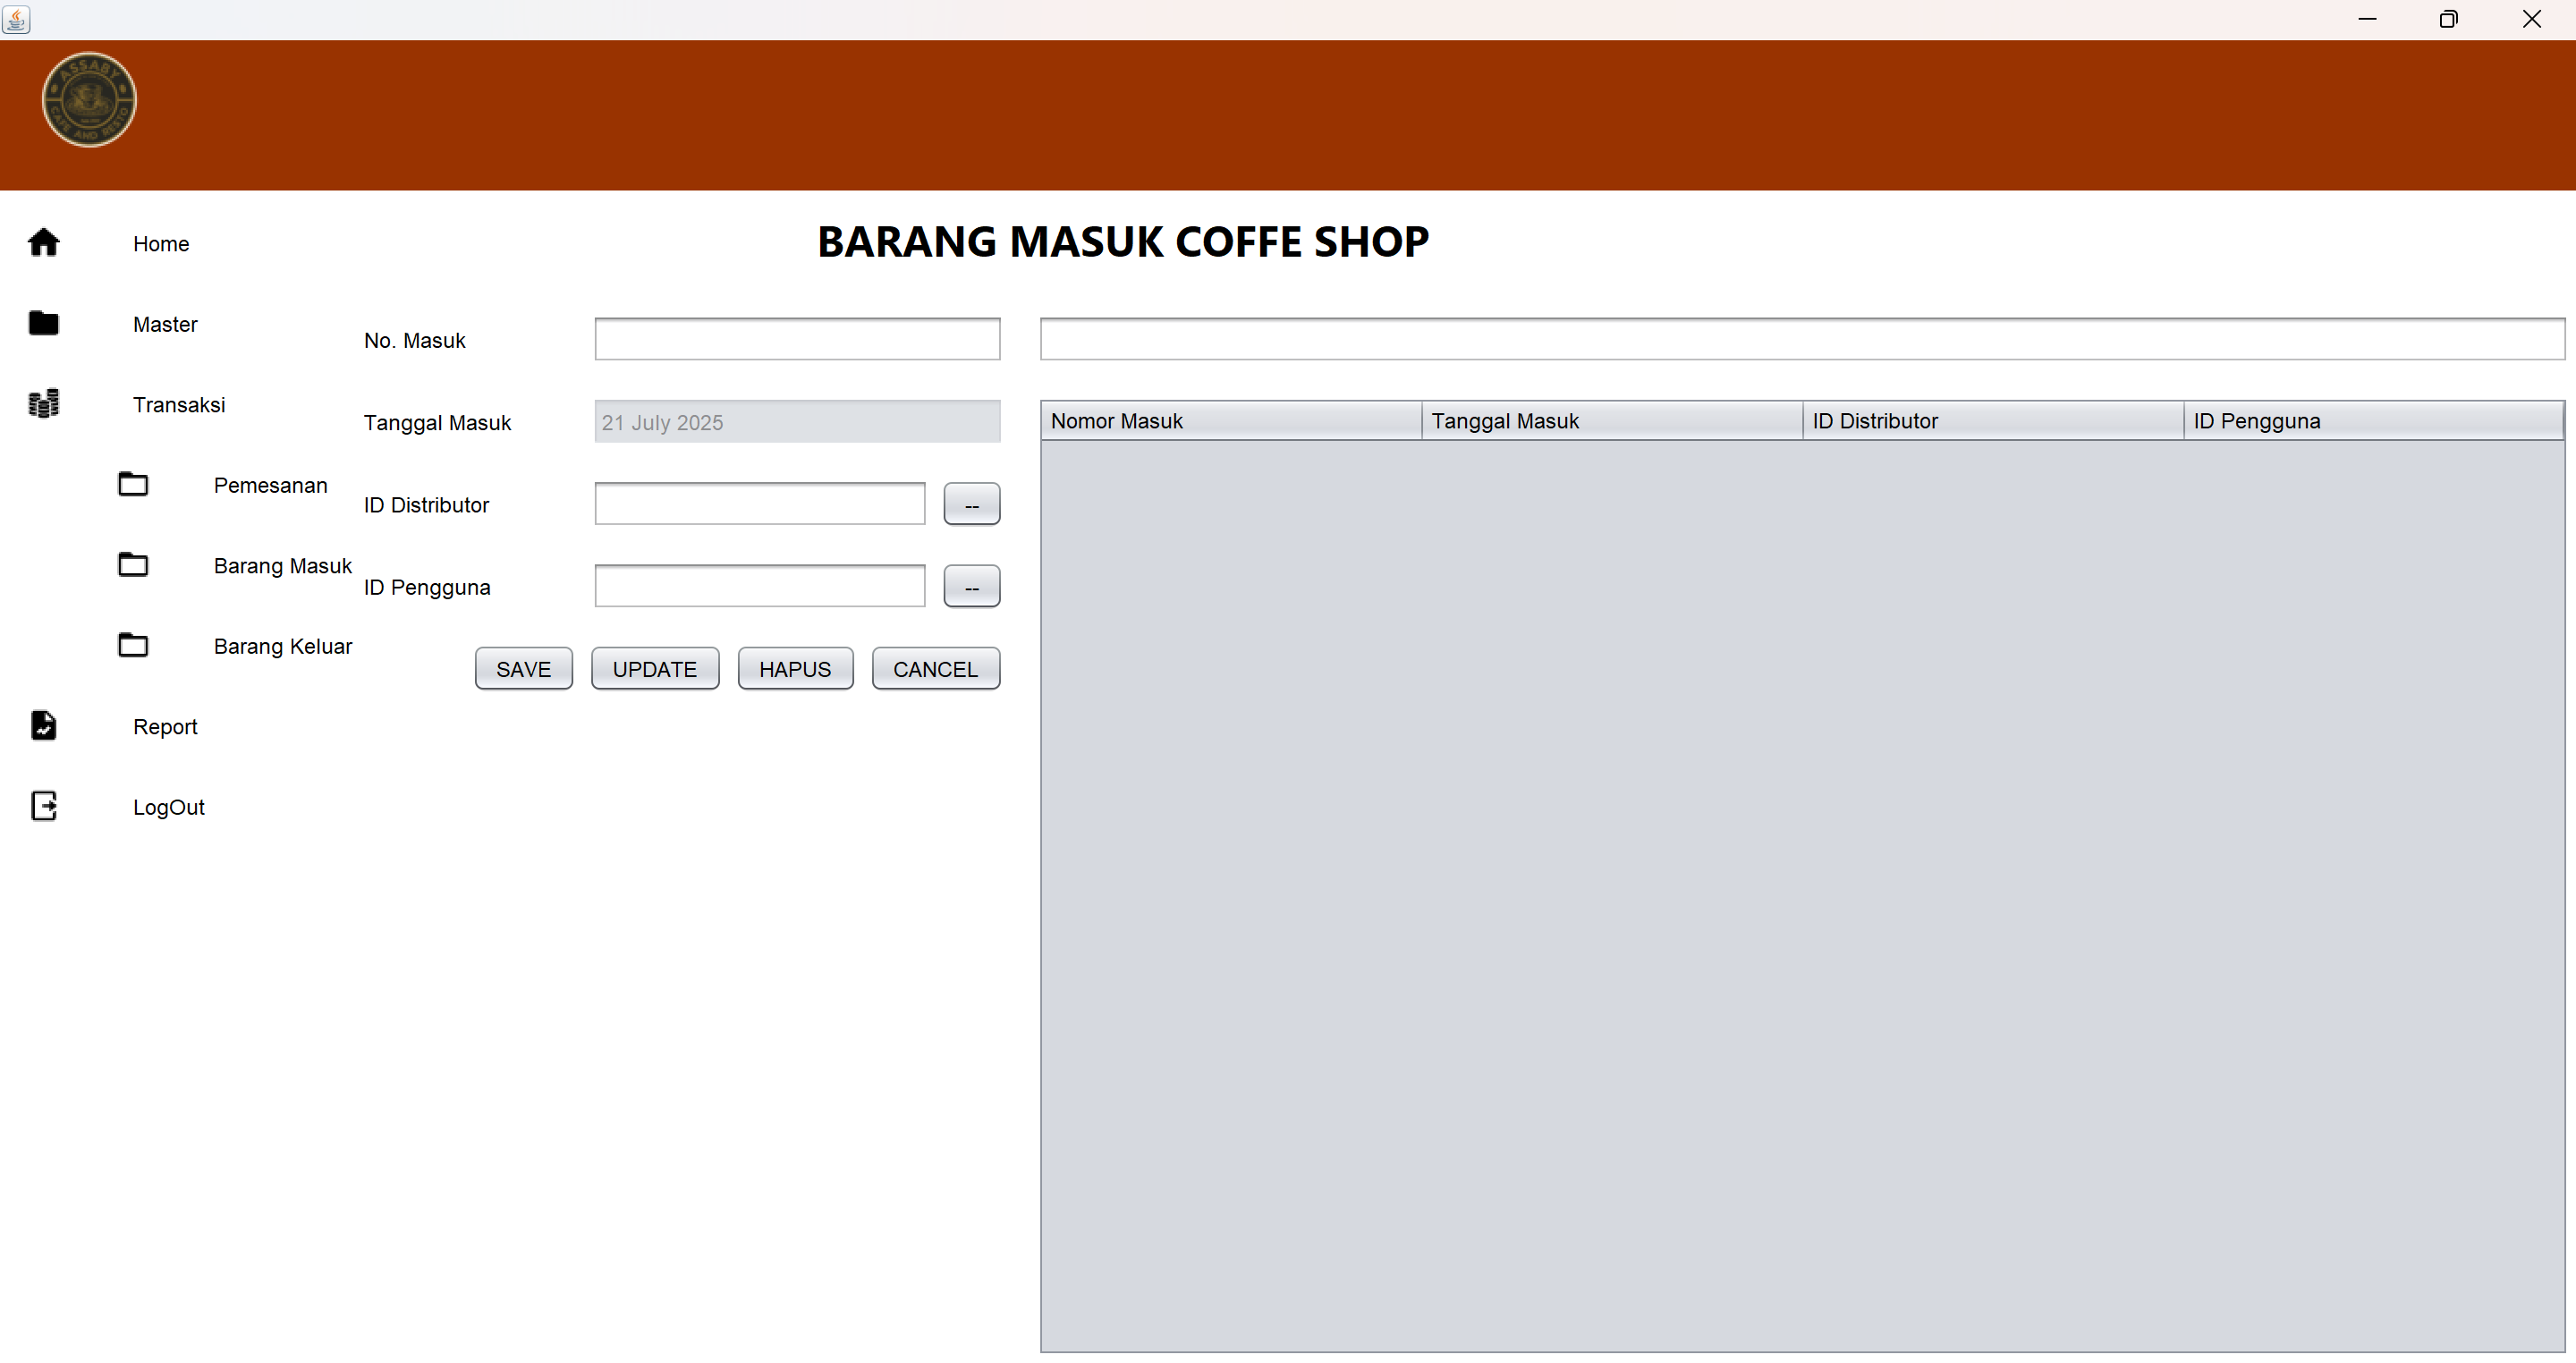 ASSABY
CAFE AND RESTO
Home
Master
Transaksi
Pemesanan
Barang Masuk
Barang Keluar
Report
LogOut
BARANG MASUK COFFE SHOP
No. Masuk
Tanggal Masuk
21 July 2025
ID Distributor
--
ID Pengguna
--
SAVE UPDATE HAPUS CANCEL
Nomor Masuk Tanggal Masuk ID Distributor ID Pengguna